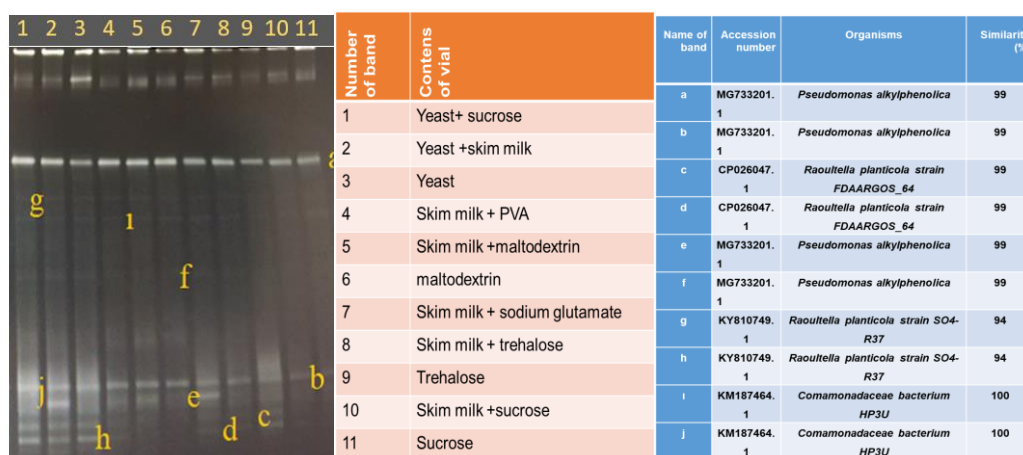 1 2 3 4 5 6 7 8 9 10 11
a
g
ı
f
j
b
e
h
d
c
Number of band
Contens of vial
1 Yeast+ sucrose
2 Yeast +skim milk
3 Yeast
4 Skim milk + PVA
5 Skim milk +maltodextrin
6 maltodextrin
7 Skim milk + sodium glutamate
8 Skim milk + trehalose
9 Trehalose
10 Skim milk +sucrose
11 Sucrose
Name of band
Accession number
Organisms
Similarit
(%
a MG733201.1 Pseudomonas alkylphenolica 99
b MG733201.1 Pseudomonas alkylphenolica 99
c CP026047.1 Raoultella planticola strain FDAARGOS_64 99
d CP026047.1 Raoultella planticola strain FDAARGOS_64 99
e MG733201.1 Pseudomonas alkylphenolica 99
f MG733201.1 Pseudomonas alkylphenolica 99
g KY810749.1 Raoultella planticola strain SO4-R37 94
h KY810749.1 Raoultella planticola strain SO4-R37 94
ı KM187464.1 Comamonadaceae bacterium HP3U 100
j KM187464.1 Comamonadaceae bacterium HP3U 100